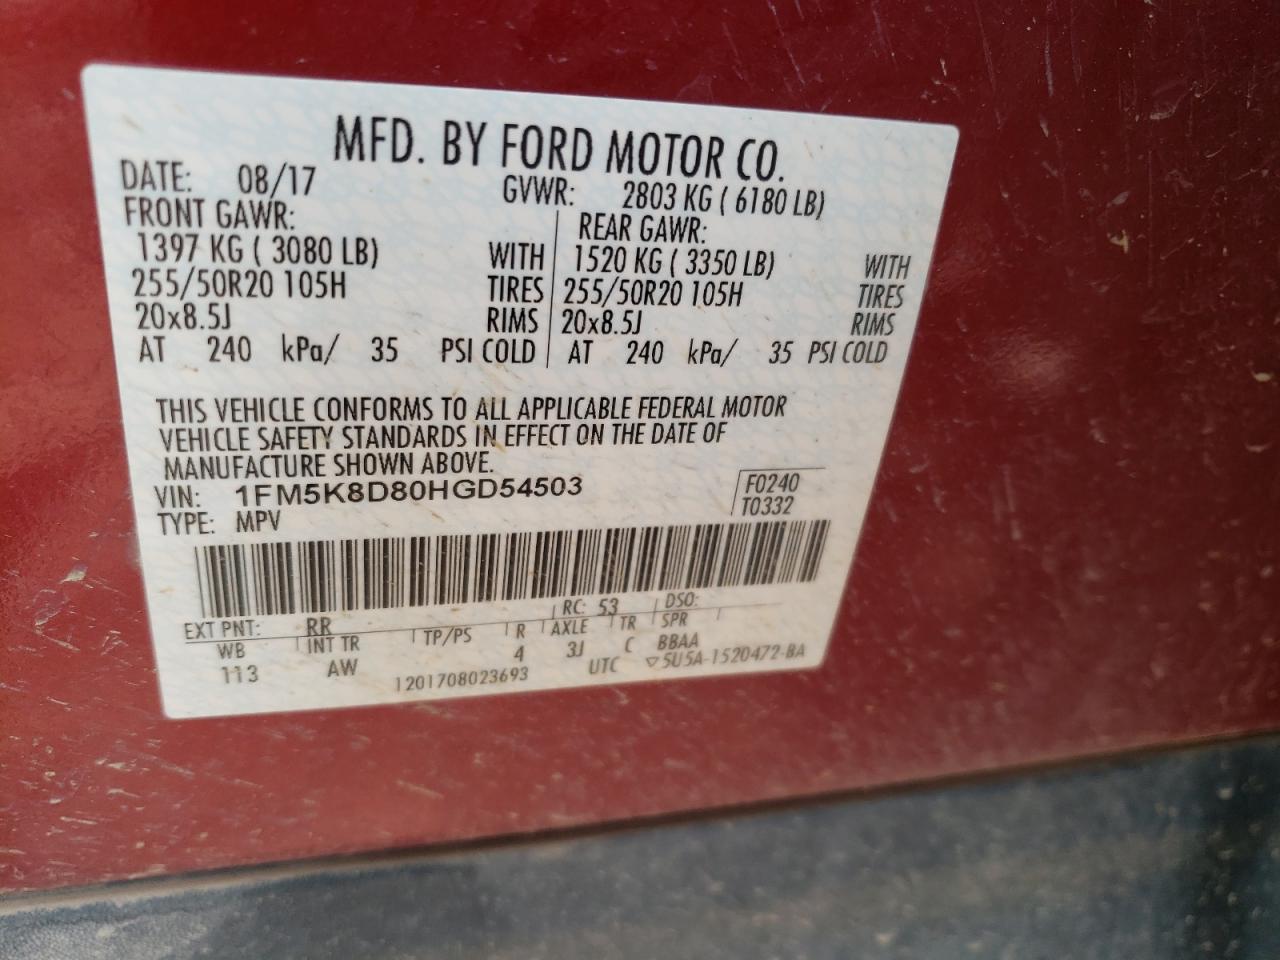 MFD. BY FORD MOTOR CO.
DATE: 08/17 GVWR: 2803 KG ( 6180 LB)
FRONT GAWR: REAR GAWR:
1397 KG ( 3080 LB) WITH 1520 KG ( 3350 LB) WITH
255/50R20 105H TIRES 255/50R20 105H TIRES
20x8.5J RIMS 20x8.5J RIMS
AT 240 kPa/ 35 PSI COLD AT 240 kPa/ 35 PSI COLD
THIS VEHICLE CONFORMS TO ALL APPLICABLE FEDERAL MOTOR
VEHICLE SAFETY STANDARDS IN EFFECT ON THE DATE OF
MANUFACTURE SHOWN ABOVE.
VIN: 1FM5K8D80HGD54503 F0240
TYPE: MPV T0332
EXT PNT: RR RC: 53 DSO:
WB INT TR TP/PS R AXLE TR SPR
113 AW 4 3J C BBAA
1201708023693 UTC ▽5U5A-1520472-BA